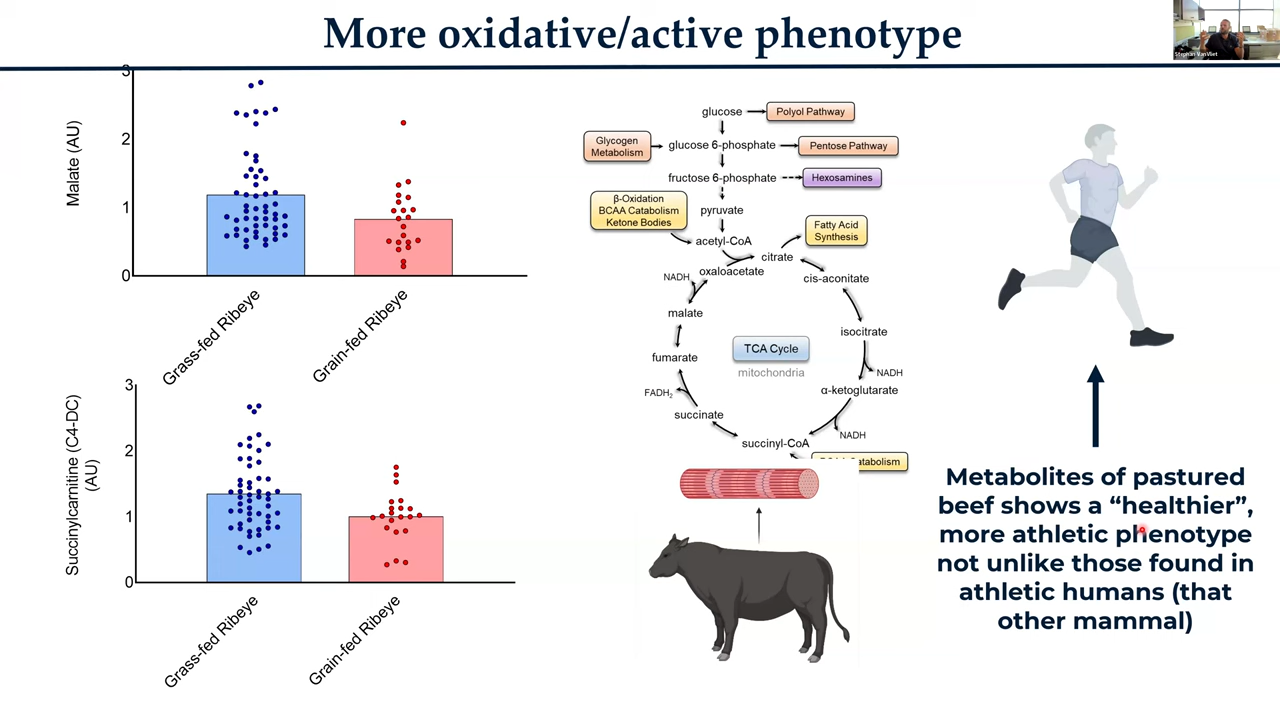 More oxidative/active phenotype
Stephan VanVliet
Malate (AU)
3
2
1
0
Grass-fed Ribeye
Grain-fed Ribeye
Succinylcarnitine (C4-DC)
(AU)
3
2
1
0
Grass-fed Ribeye
Grain-fed Ribeye
glucose
Polyol Pathway
Glycogen
Metabolism
glucose 6-phosphate
Pentose Pathway
fructose 6-phosphate
Hexosamines
β-Oxidation
BCAA Catabolism
Ketone Bodies
pyruvate
acetyl-CoA
Fatty Acid
Synthesis
citrate
oxaloacetate
NADH
cis-aconitate
malate
isocitrate
TCA Cycle
mitochondria
fumarate
NADH
α-ketoglutarate
FADH₂
succinate
NADH
succinyl-CoA
atabolism
Metabolites of pastured
beef shows a “healthier”,
more athletic phenotype
not unlike those found in
athletic humans (that
other mammal)